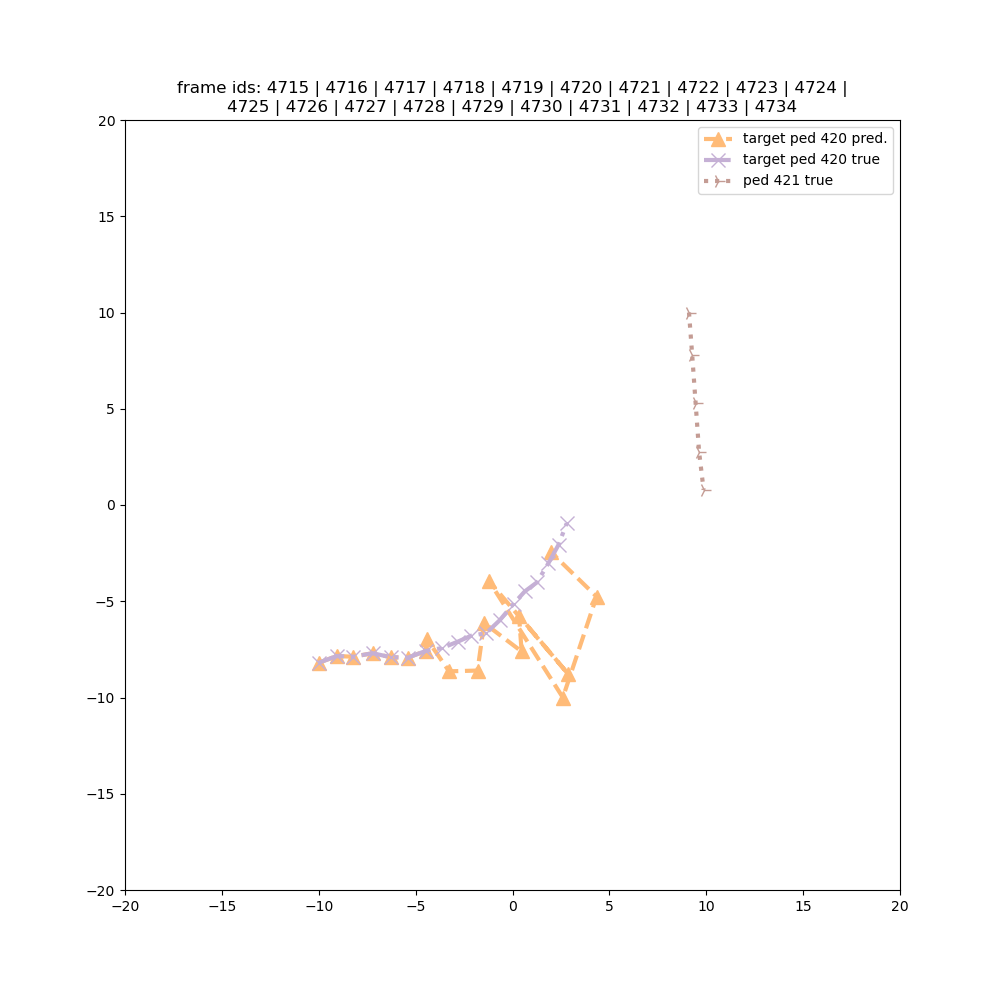 frame ids: 4715 | 4716 | 4717 | 4718 | 4719 | 4720 | 4721 | 4722 | 4723 | 4724 |
4725 | 4726 | 4727 | 4728 | 4729 | 4730 | 4731 | 4732 | 4733 | 4734
target ped 420 pred.
target ped 420 true
ped 421 true
20
15
10
5
0
−5
−10
−15
−20
−20 −15 −10 −5 0 5 10 15 20